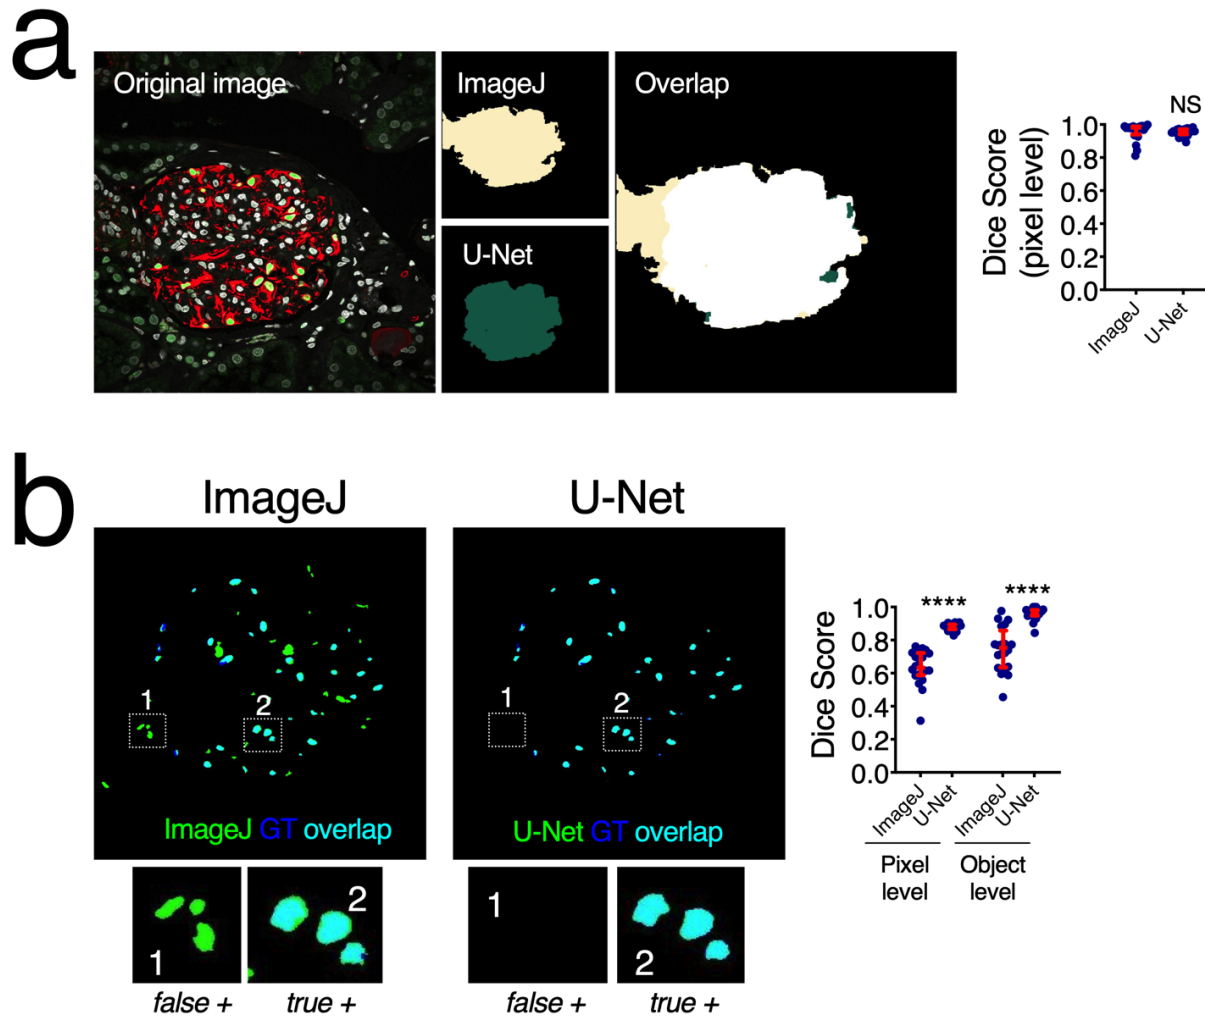 a
Original image
ImageJ
U-Net
Overlap
NS
Dice Score
(pixel level)
1.0
0.8
0.6
0.4
0.2
0.0
ImageJ
U-Net
b
ImageJ
U-Net
1
2
ImageJ GT overlap
1
2
U-Net GT overlap
1
2
false +
true +
1
2
false +
true +
**** ****
Dice Score
1.0
0.8
0.6
0.4
0.2
0.0
ImageJ
U-Net
ImageJ
U-Net
Pixel
level
Object
level